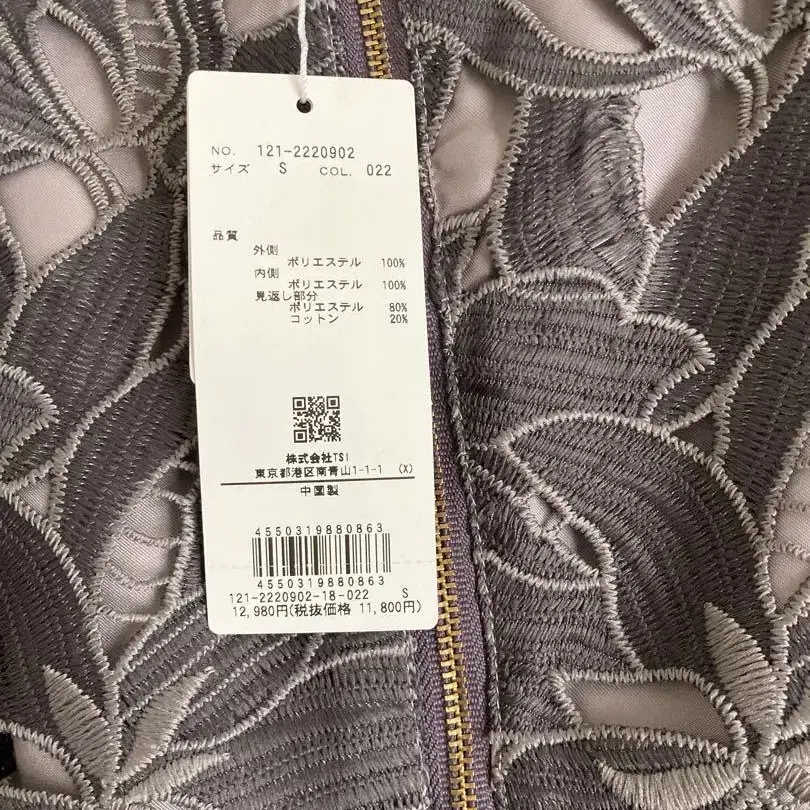 NO. 121-2220902
サイズ S COL. 022
品質
外側
ポリエステル 100%
内側
ポリエステル 100%
見返し部分
ポリエステル 80%
コットン 20%
株式会社TSI
東京都港区南青山1-1-1 (X)
中国製
4550319880863
4550319880863
121-2220902-18-022 S
12,980円(税抜価格 11,800円)